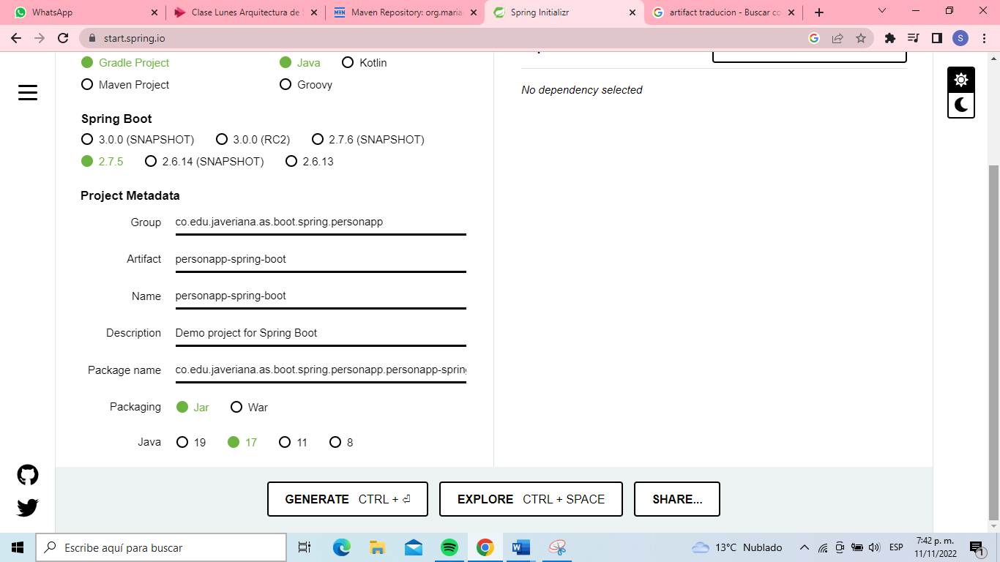 WhatsApp
Clase Lunes Arquitectura de S
Maven Repository: org.maria
Spring Initializr
artifact traducion - Buscar co
start.spring.io
S
Gradle Project
Java
Kotlin
Maven Project
Groovy
No dependency selected
Spring Boot
3.0.0 (SNAPSHOT)
3.0.0 (RC2)
2.7.6 (SNAPSHOT)
2.7.5
2.6.14 (SNAPSHOT)
2.6.13
Project Metadata
Group co.edu.javeriana.as.boot.spring.personapp
Artifact personapp-spring-boot
Name personapp-spring-boot
Description Demo project for Spring Boot
Package name co.edu.javeriana.as.boot.spring.personapp.personapp-spring
Packaging Jar War
Java 19 17 11 8
GENERATE CTRL + ⏎
EXPLORE CTRL + SPACE
SHARE...
Escribe aquí para buscar
13°C Nublado
ESP
7:42 p. m.
11/11/2022
1